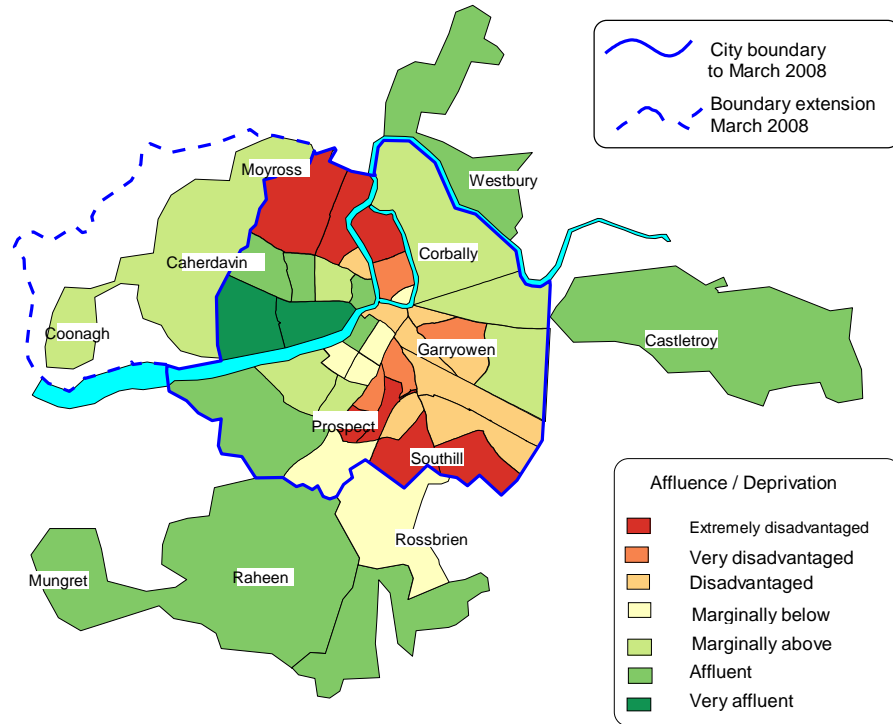 City boundary
to March 2008
Boundary extension
March 2008
Moyross
Westbury
Corbally
Caherdavin
Coonagh
Castletroy
Garryowen
Prospect
Southill
Rossbrien
Mungret
Raheen
Affluence / Deprivation
Extremely disadvantaged
Very disadvantaged
Disadvantaged
Marginally below
Marginally above
Affluent
Very affluent